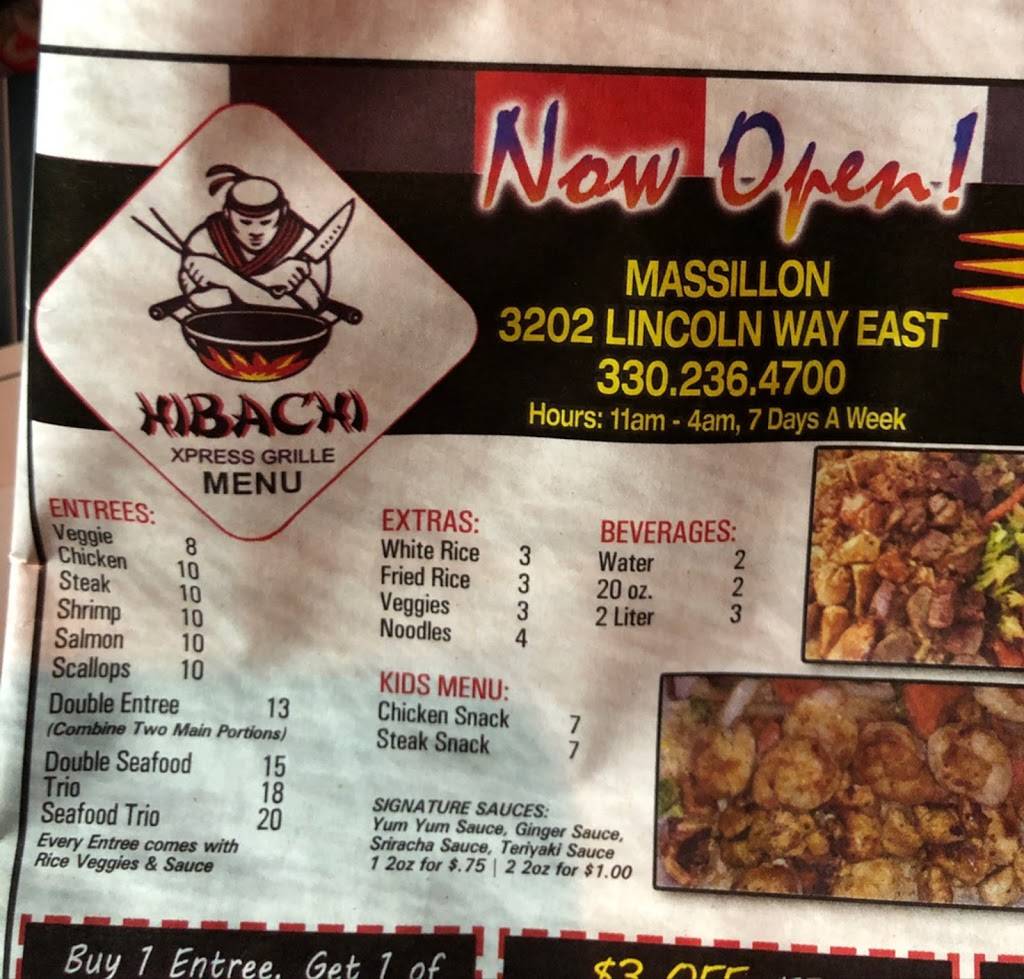 Now Open!
MASSILLON
3202 LINCOLN WAY EAST
330.236.4700
Hours: 11am - 4am, 7 Days A Week
HIBACHI
XPRESS GRILLE
MENU
ENTREES:
Veggie 8
Chicken 10
Steak 10
Shrimp 10
Salmon 10
Scallops 10
Double Entree 13
(Combine Two Main Portions)
Double Seafood 15
Trio 18
Seafood Trio 20
Every Entree comes with
Rice Veggies & Sauce
EXTRAS:
White Rice 3
Fried Rice 3
Veggies 3
Noodles 4
KIDS MENU:
Chicken Snack 7
Steak Snack 7
SIGNATURE SAUCES:
Yum Yum Sauce, Ginger Sauce,
Sriracha Sauce, Teriyaki Sauce
1 2oz for $.75 | 2 2oz for $1.00
BEVERAGES:
Water 2
20 oz. 2
2 Liter 3
Buy 1 Entree, Get 1 of
$3 OFF